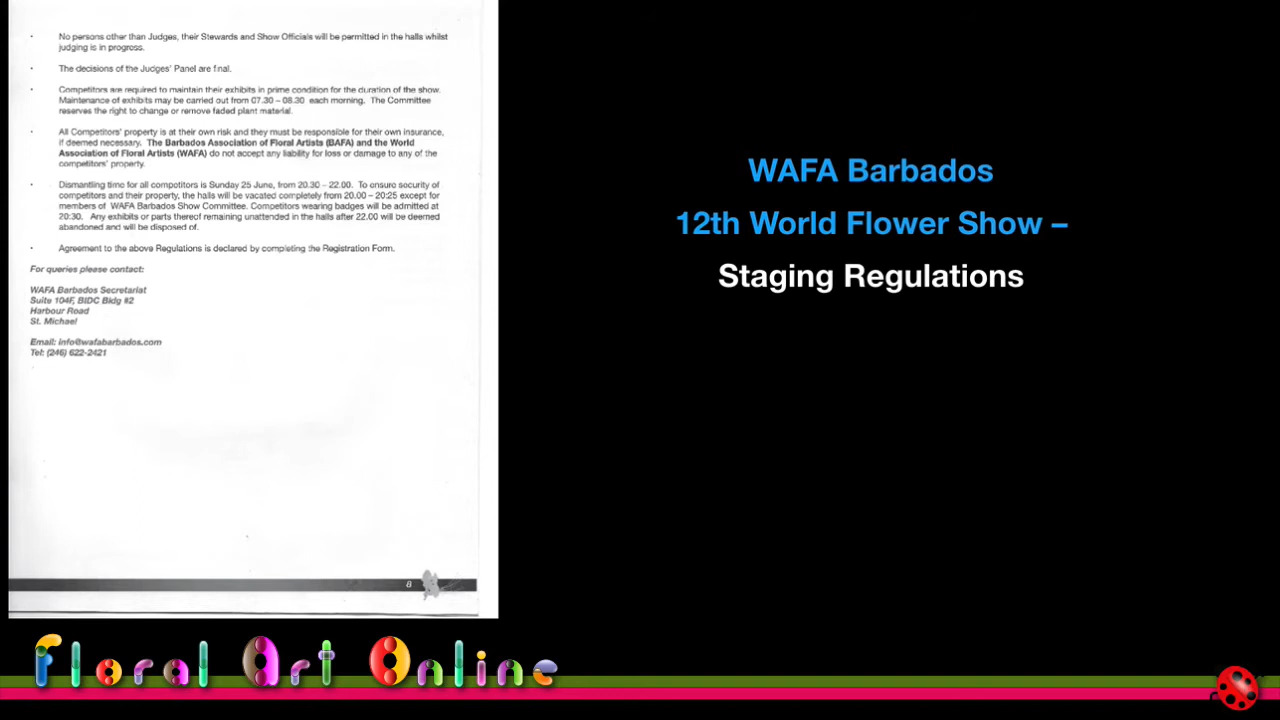 · No persons other than Judges, their Stewards and Show Officials will be permitted in the halls whilst
judging is in progress.
· The decisions of the Judges' Panel are final.
· Competitors are required to maintain their exhibits in prime condition for the duration of the show.
Maintenance of exhibits may be carried out from 07.30 – 08.30 each morning. The Committee
reserves the right to change or remove faded plant material.
· All Competitors' property is at their own risk and they must be responsible for their own insurance,
if deemed necessary. The Barbados Association of Floral Artists (BAFA) and the World
Association of Floral Artists (WAFA) do not accept any liability for loss or damage to any of the
competitors' property.
· Dismantling time for all competitors is Sunday 25 June, from 20.30 – 22.00. To ensure security of
competitors and their property, the halls will be vacated completely from 20.00 – 20:25 except for
members of WAFA Barbados Show Committee. Competitors wearing badges will be admitted at
20:30. Any exhibits or parts thereof remaining unattended in the halls after 22.00 will be deemed
abandoned and will be disposed of.
· Agreement to the above Regulations is declared by completing the Registration Form.
For queries please contact:
WAFA Barbados Secretariat
Suite 104F, BIDC Bldg #2
Harbour Road
St. Michael
Email: info@wafabarbados.com
Tel: (246) 622-2421
8
WAFA Barbados
12th World Flower Show –
Staging Regulations
Floral Art Online